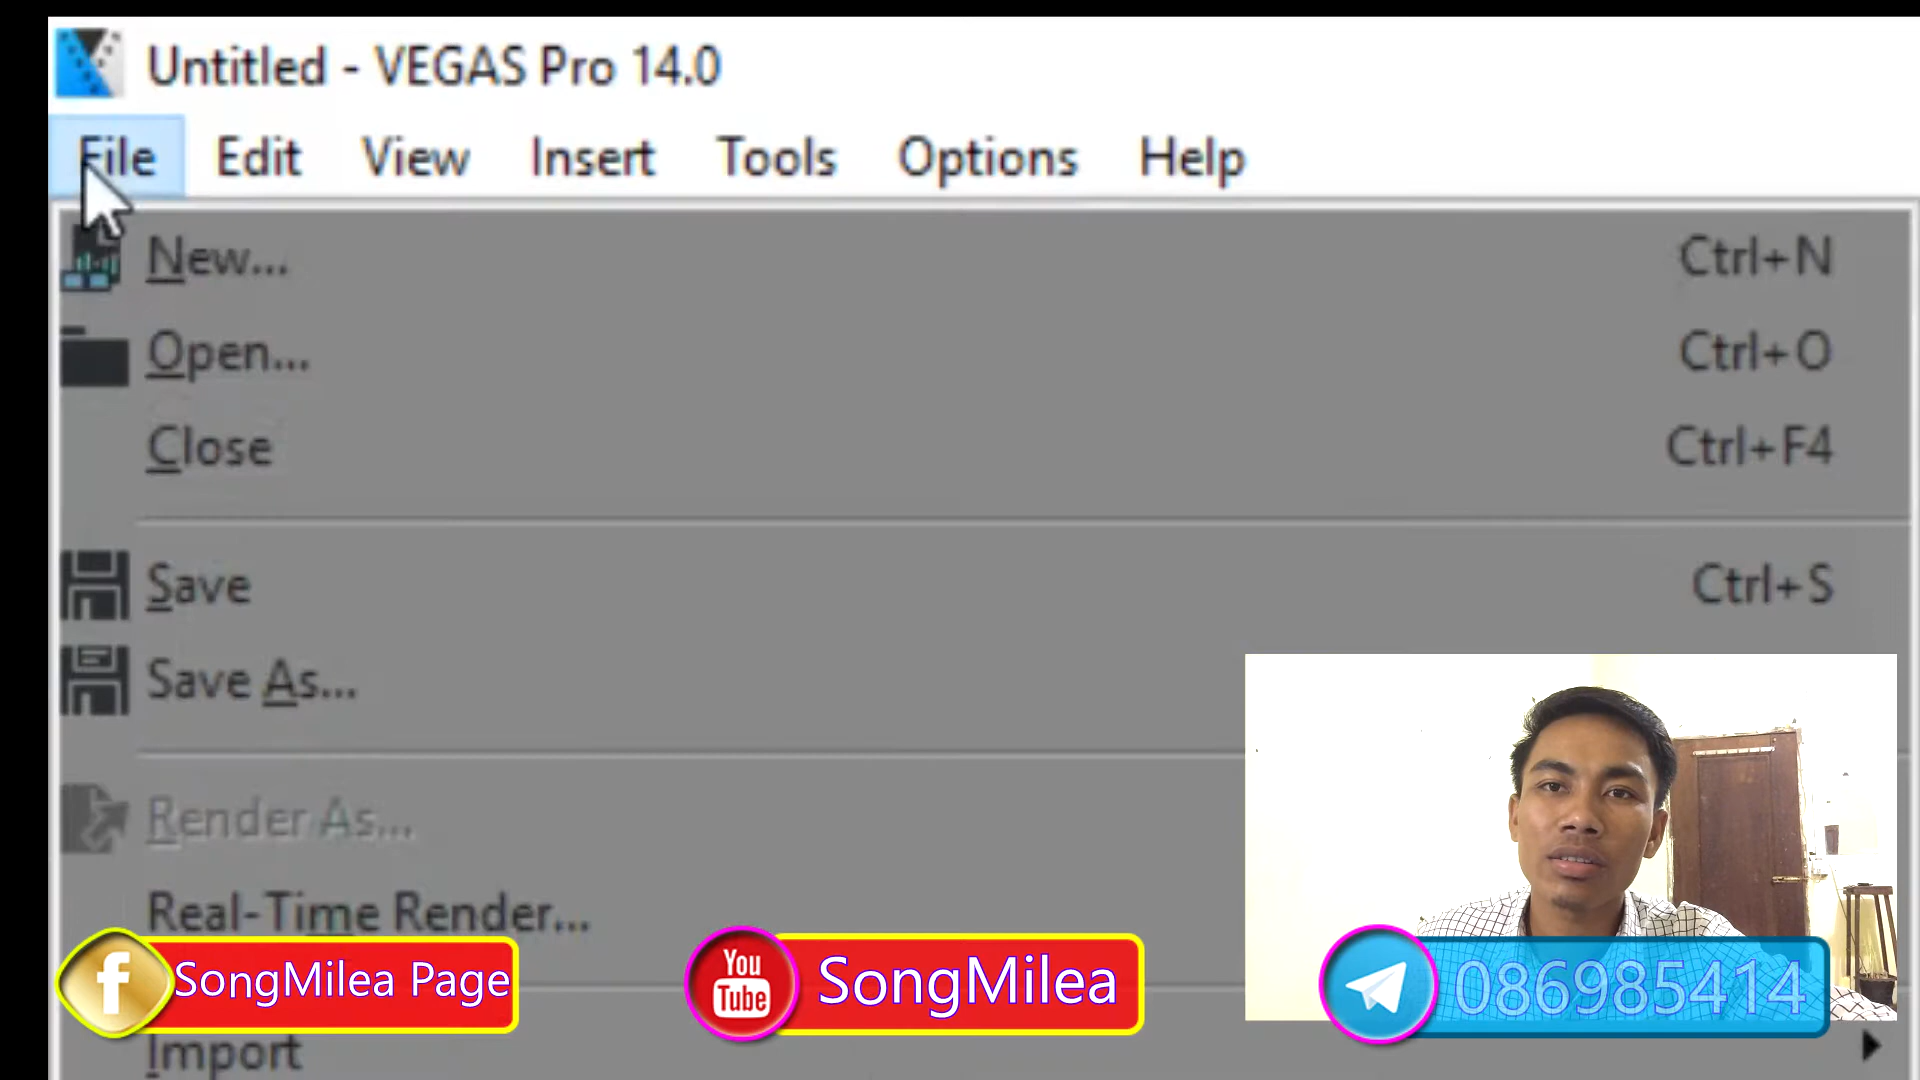 Untitled - VEGAS Pro 14.0
File Edit View Insert Tools Options Help
New... Ctrl+N
Open... Ctrl+O
Close Ctrl+F4
Save Ctrl+S
Save As...
Render As...
Real-Time Render...
f SongMilea Page
You Tube SongMilea
086985414
Import